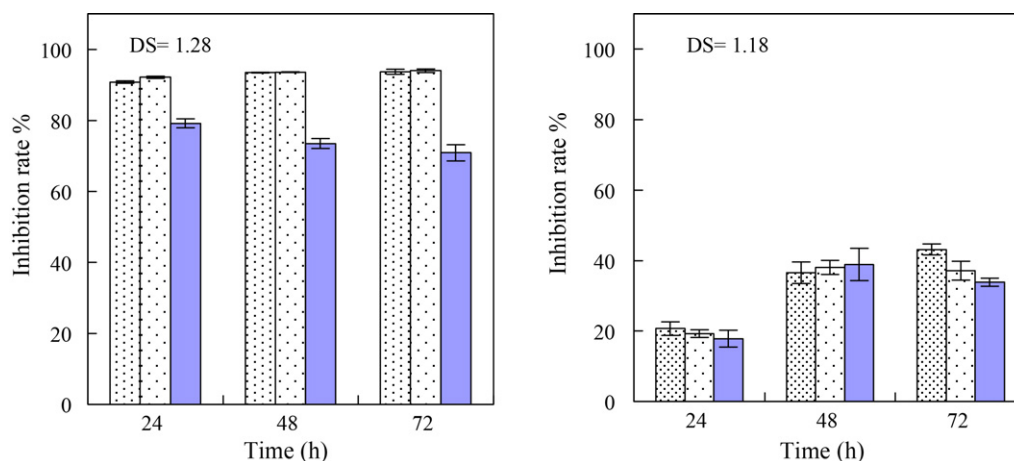 DS= 1.28
Inhibition rate %
100
80
60
40
20
0
24 48 72
Time (h)
DS= 1.18
Inhibition rate %
100
80
60
40
20
0
24 48 72
Time (h)